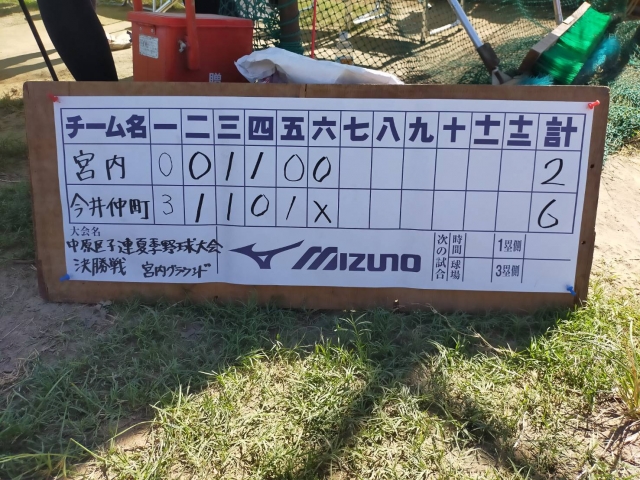 チーム名 一 二 三 四 五 六 七 八 九 十 十一 十二 計
宮内 0 0 1 1 0 0 2
今井仲町 3 1 1 0 1 X 6
大会名
中原区子連夏季野球大会
決勝戦 宮内グラウンド
MIZUNO
次の試合
時間 1塁側
球場 3塁側
贈